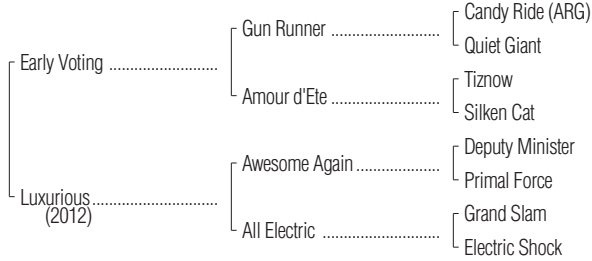 Candy Ride (ARG)
Gun Runner ........................
Quiet Giant
Early Voting ........................
Tiznow
Amour d'Ete ........................
Silken Cat
Deputy Minister
Awesome Again ..................
Primal Force
Luxurious ...........................
(2012)
Grand Slam
All Electric ..........................
Electric Shock